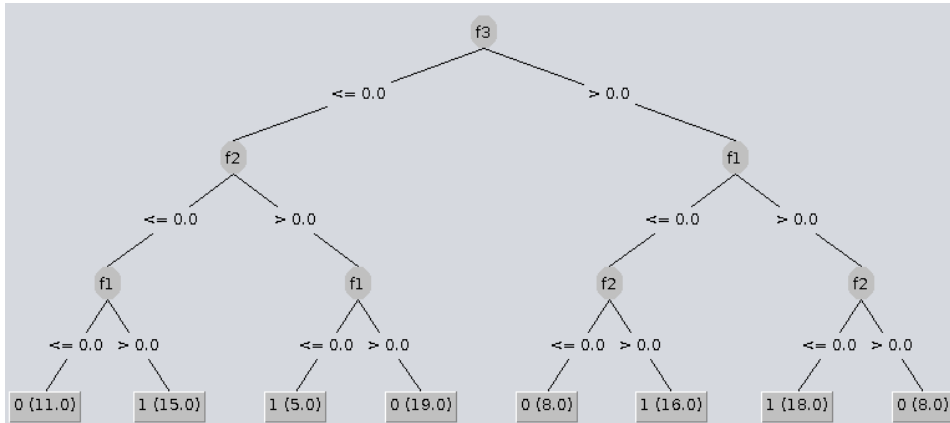 f3
<= 0.0 > 0.0
f2 f1
<= 0.0 > 0.0 <= 0.0 > 0.0
f1 f1 f2 f2
<= 0.0 > 0.0 <= 0.0 > 0.0 <= 0.0 > 0.0 <= 0.0 > 0.0
0 (11.0) 1 (15.0) 1 (5.0) 0 (19.0) 0 (8.0) 1 (16.0) 1 (18.0) 0 (8.0)